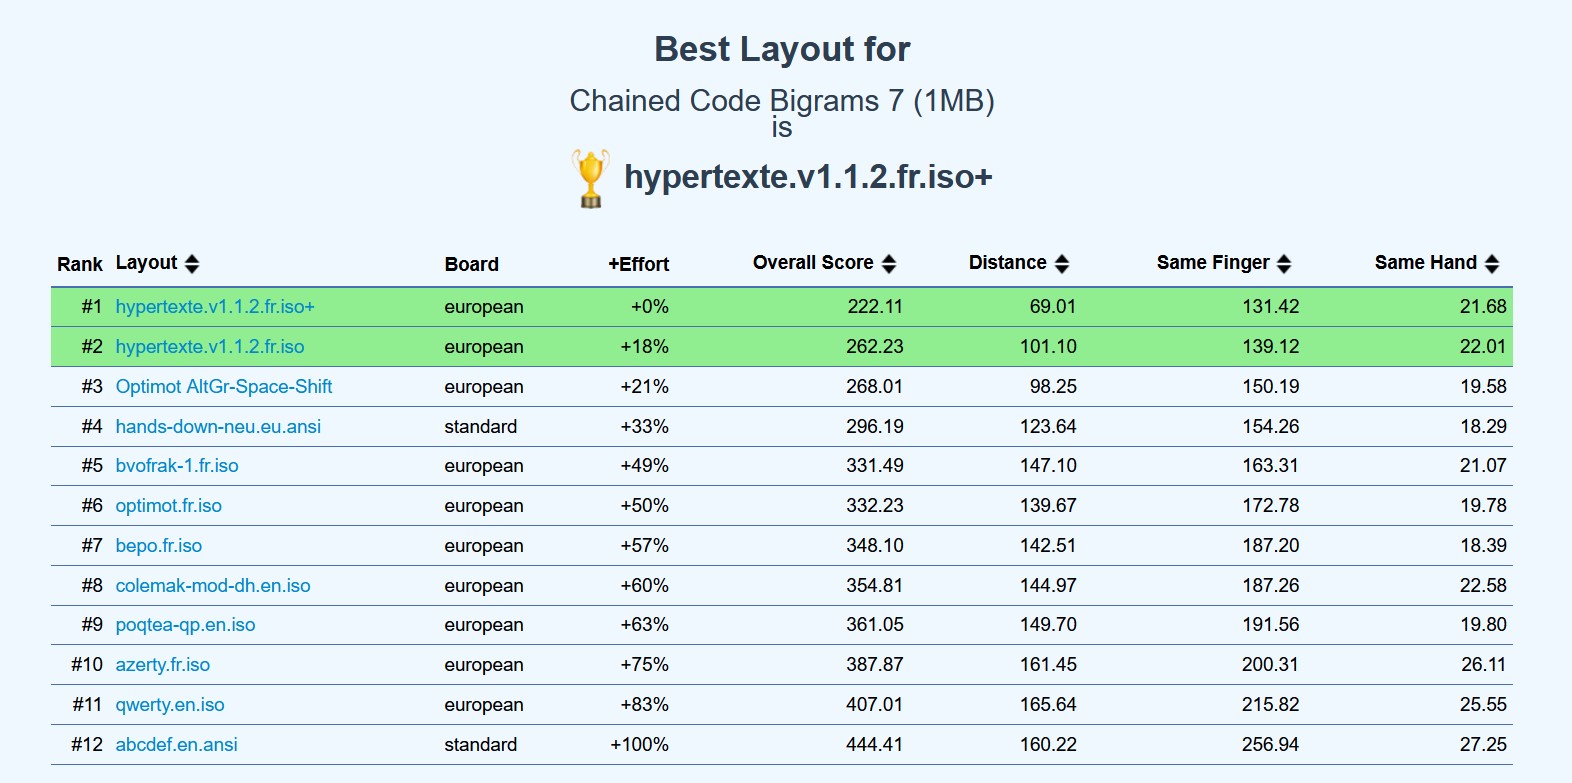 Best Layout for
Chained Code Bigrams 7 (1MB)
is
hypertexte.v1.1.2.fr.iso+
Rank Layout Board +Effort Overall Score Distance Same Finger Same Hand
#1 hypertexte.v1.1.2.fr.iso+ european +0% 222.11 69.01 131.42 21.68
#2 hypertexte.v1.1.2.fr.iso european +18% 262.23 101.10 139.12 22.01
#3 Optimot AltGr-Space-Shift european +21% 268.01 98.25 150.19 19.58
#4 hands-down-neu.eu.ansi standard +33% 296.19 123.64 154.26 18.29
#5 bvofrak-1.fr.iso european +49% 331.49 147.10 163.31 21.07
#6 optimot.fr.iso european +50% 332.23 139.67 172.78 19.78
#7 bepo.fr.iso european +57% 348.10 142.51 187.20 18.39
#8 colemak-mod-dh.en.iso european +60% 354.81 144.97 187.26 22.58
#9 poqtea-qp.en.iso european +63% 361.05 149.70 191.56 19.80
#10 azerty.fr.iso european +75% 387.87 161.45 200.31 26.11
#11 qwerty.en.iso european +83% 407.01 165.64 215.82 25.55
#12 abcdef.en.ansi standard +100% 444.41 160.22 256.94 27.25